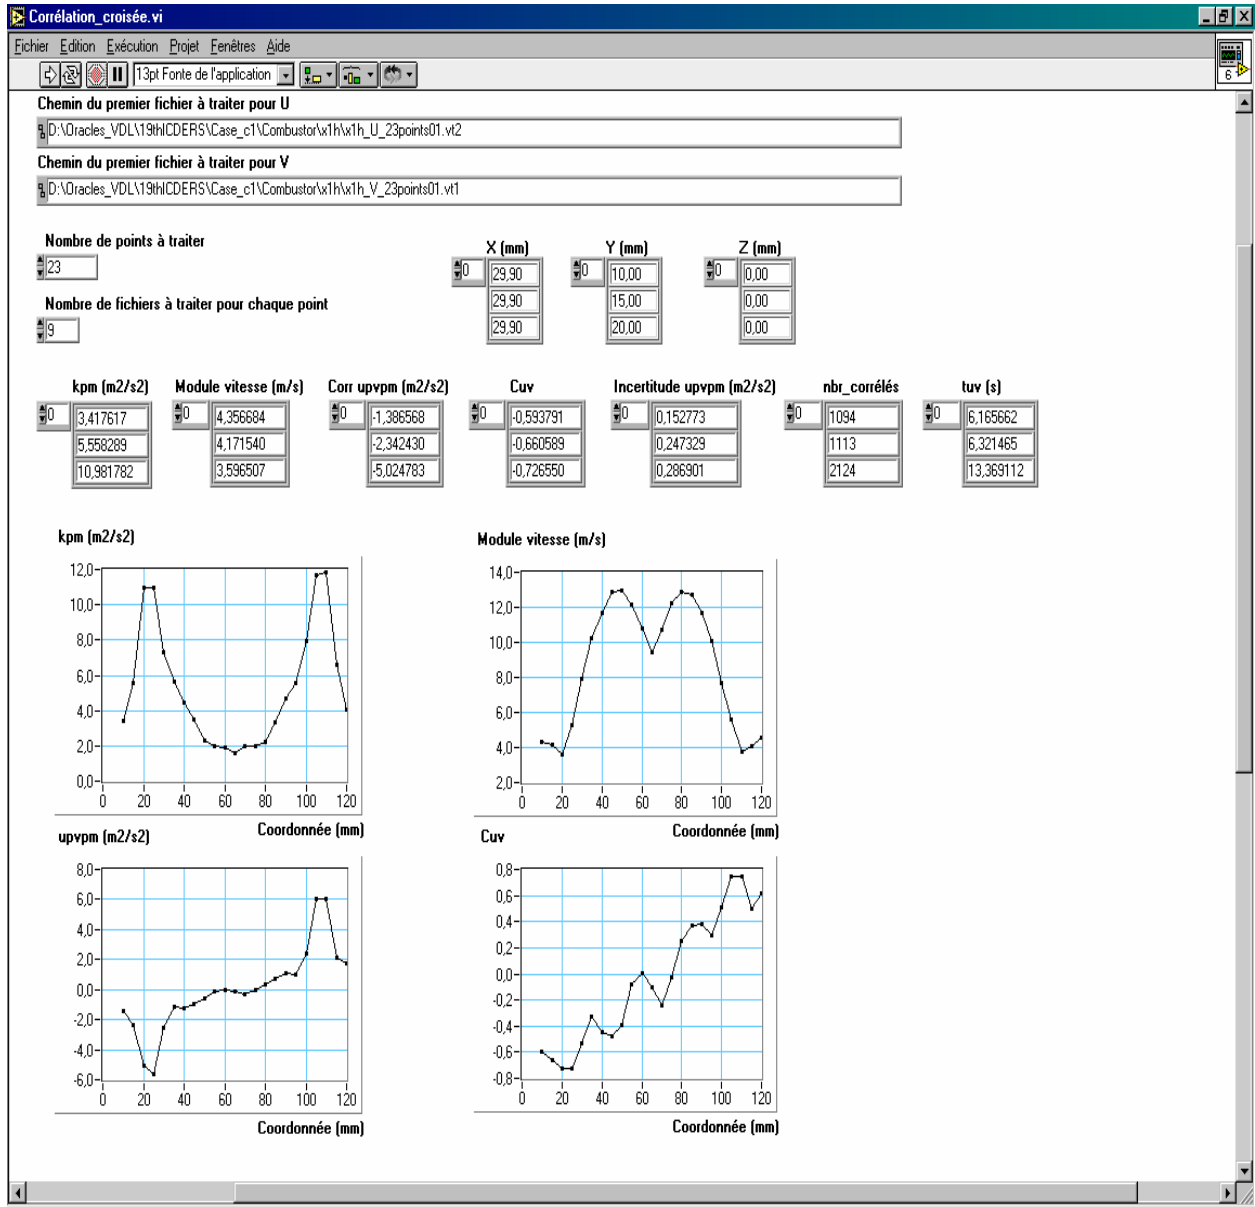 Corrélation_croisée.vi
Fichier Edition Exécution Projet Fenêtres Aide
13pt Fonte de l'application
6
Chemin du premier fichier à traiter pour U
D:\Oracles_VDL\19thICDERS\Case_c1\Combustor\x1h\x1h_U_23points01.vt2
Chemin du premier fichier à traiter pour V
D:\Oracles_VDL\19thICDERS\Case_c1\Combustor\x1h\x1h_V_23points01.vt1
Nombre de points à traiter
23
Nombre de fichiers à traiter pour chaque point
9
X (mm) Y (mm) Z (mm)
0 29,90 0 10,00 0 0,00
29,90 15,00 0,00
29,90 20,00 0,00
kpm (m2/s2) Module vitesse (m/s) Corr upvpm (m2/s2) Cuv Incertitude upvpm (m2/s2) nbr_corrélés tuv (s)
0 3,417617 0 4,356684 0 -1,386568 0 -0,593791 0 0,152773 0 1094 0 6,165662
5,558289 4,171540 -2,342430 -0,660589 0,247329 1113 6,321465
10,981782 3,596507 -5,024783 -0,726550 0,286901 2124 13,369112
kpm (m2/s2)
12,0
10,0
8,0
6,0
4,0
2,0
0,0
0 20 40 60 80 100 120
Coordonnée (mm)
Module vitesse (m/s)
14,0
12,0
10,0
8,0
6,0
4,0
2,0
0 20 40 60 80 100 120
Coordonnée (mm)
upvpm (m2/s2)
8,0
6,0
4,0
2,0
0,0
-2,0
-4,0
-6,0
0 20 40 60 80 100 120
Coordonnée (mm)
Cuv
0,8
0,6
0,4
0,2
0,0
-0,2
-0,4
-0,6
-0,8
0 20 40 60 80 100 120
Coordonnée (mm)